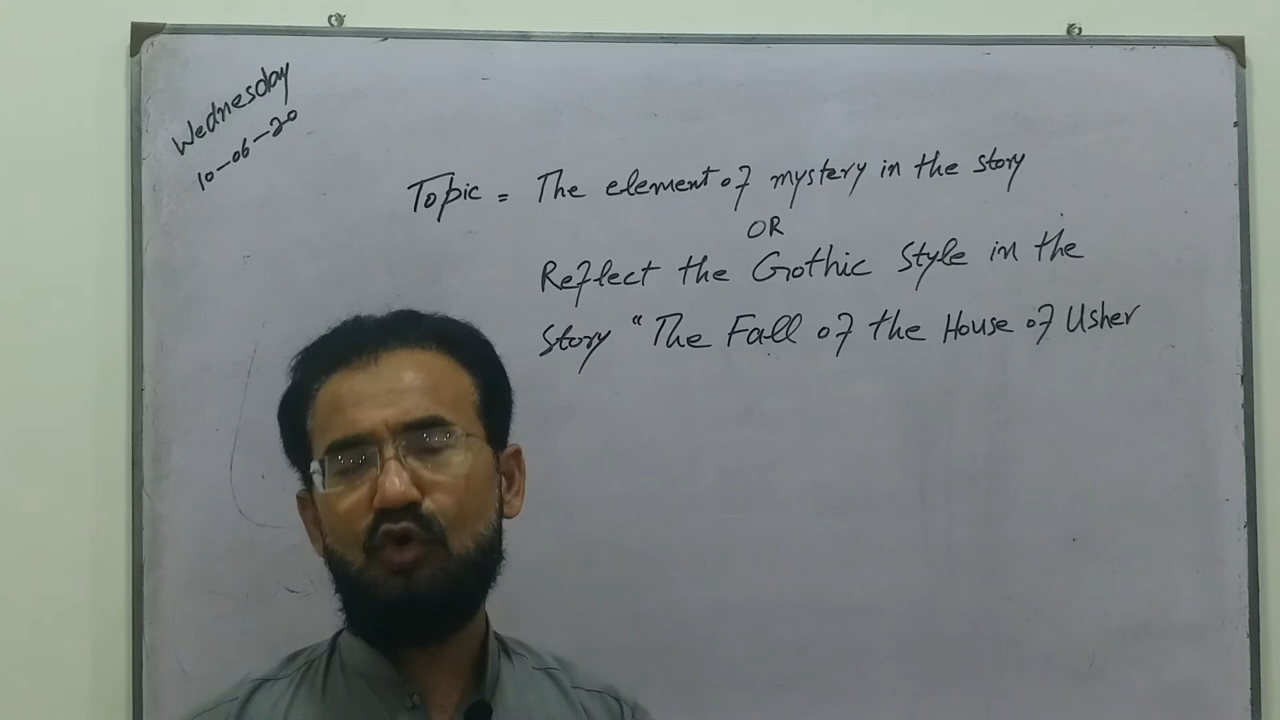 Wednesday
10-06-20
Topic = The element of mystery in the story
OR
Reflect the Gothic Style in the
Story "The Fall of the House of Usher